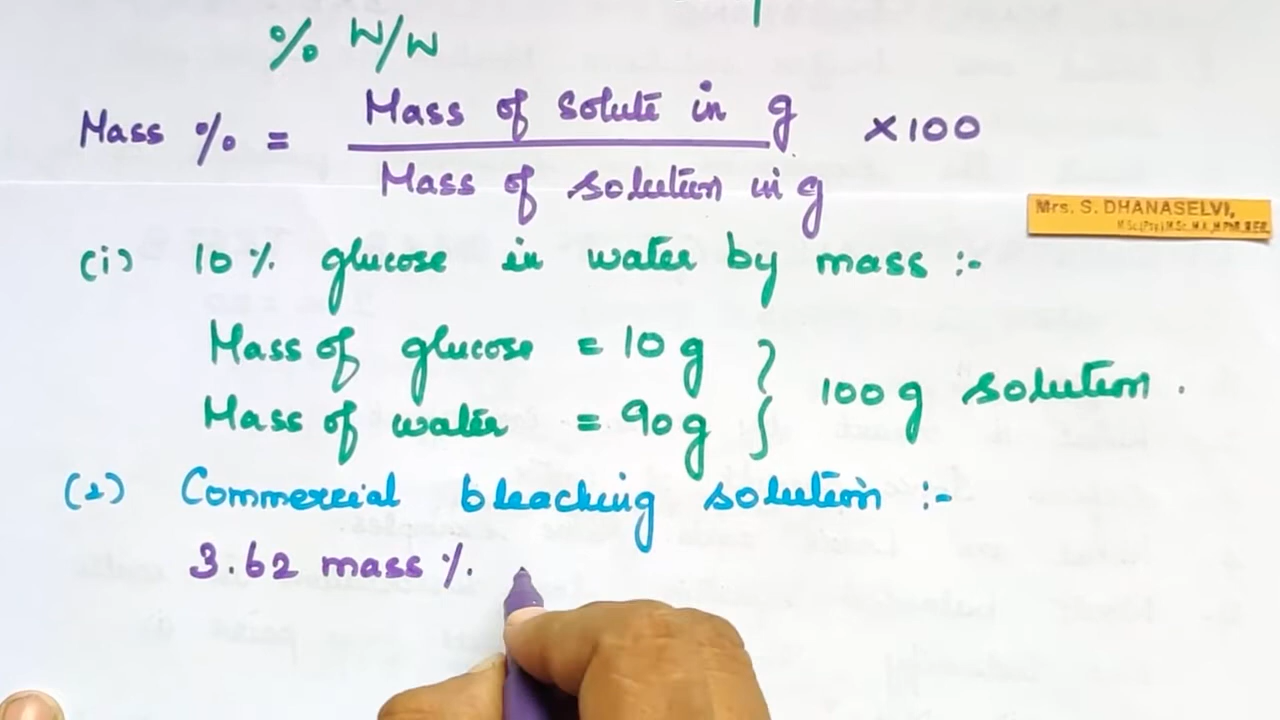 % W/W
Mass % = Mass of Solute in g / Mass of solution in g ×100
Mrs. S. DHANASELVI,
(i) 10% glucose in water by mass :-
Mass of glucose = 10 g
Mass of water = 90 g } 100 g solution.
(2) Commercial bleaching solution :-
3.62 mass %.